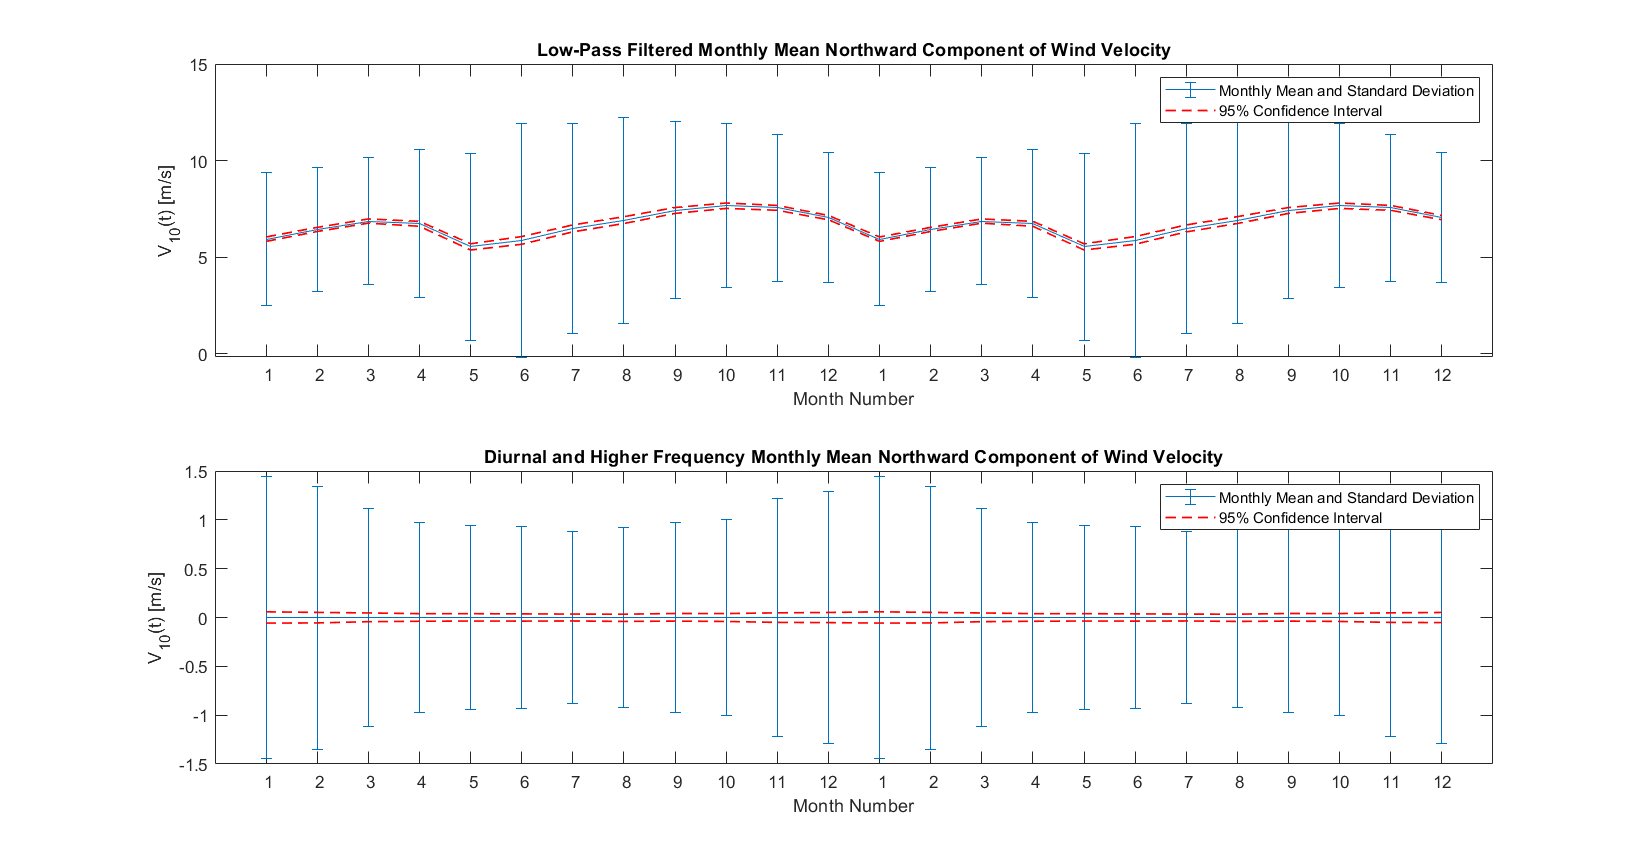 Low-Pass Filtered Monthly Mean Northward Component of Wind Velocity
15
10
5
0
V10(t) [m/s]
Monthly Mean and Standard Deviation
95% Confidence Interval
1 2 3 4 5 6 7 8 9 10 11 12 1 2 3 4 5 6 7 8 9 10 11 12
Month Number
Diurnal and Higher Frequency Monthly Mean Northward Component of Wind Velocity
1.5
1
0.5
0
-0.5
-1
-1.5
V10(t) [m/s]
Monthly Mean and Standard Deviation
95% Confidence Interval
1 2 3 4 5 6 7 8 9 10 11 12 1 2 3 4 5 6 7 8 9 10 11 12
Month Number